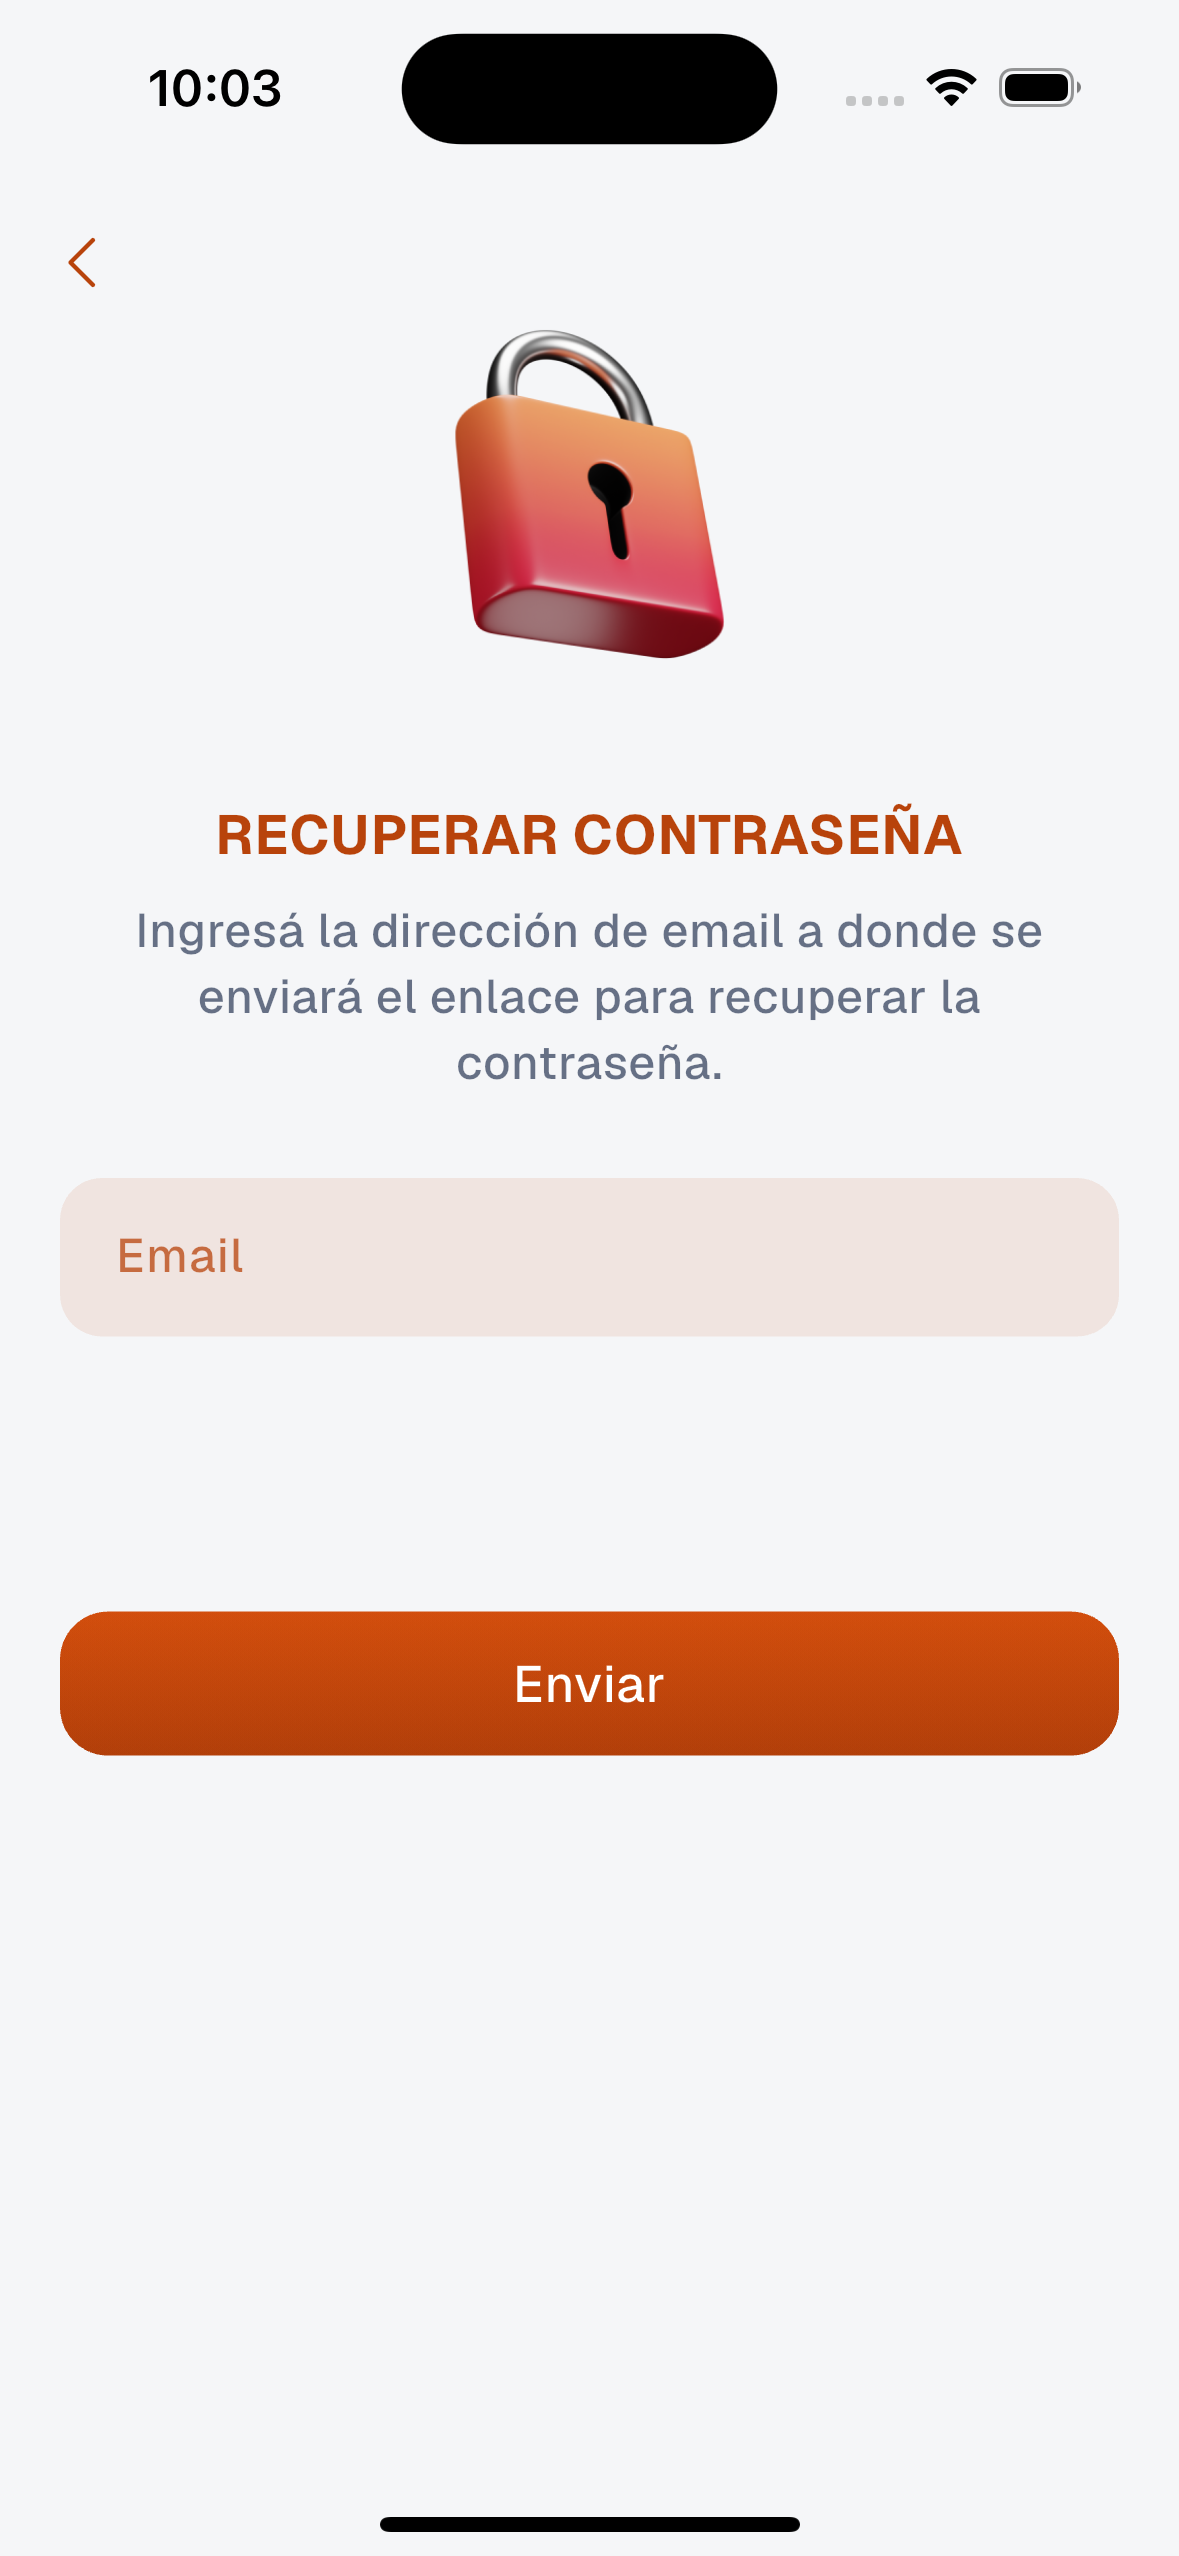 10:03
RECUPERAR CONTRASEÑA
Ingresá la dirección de email a donde se
enviará el enlace para recuperar la
contraseña.
Email
Enviar